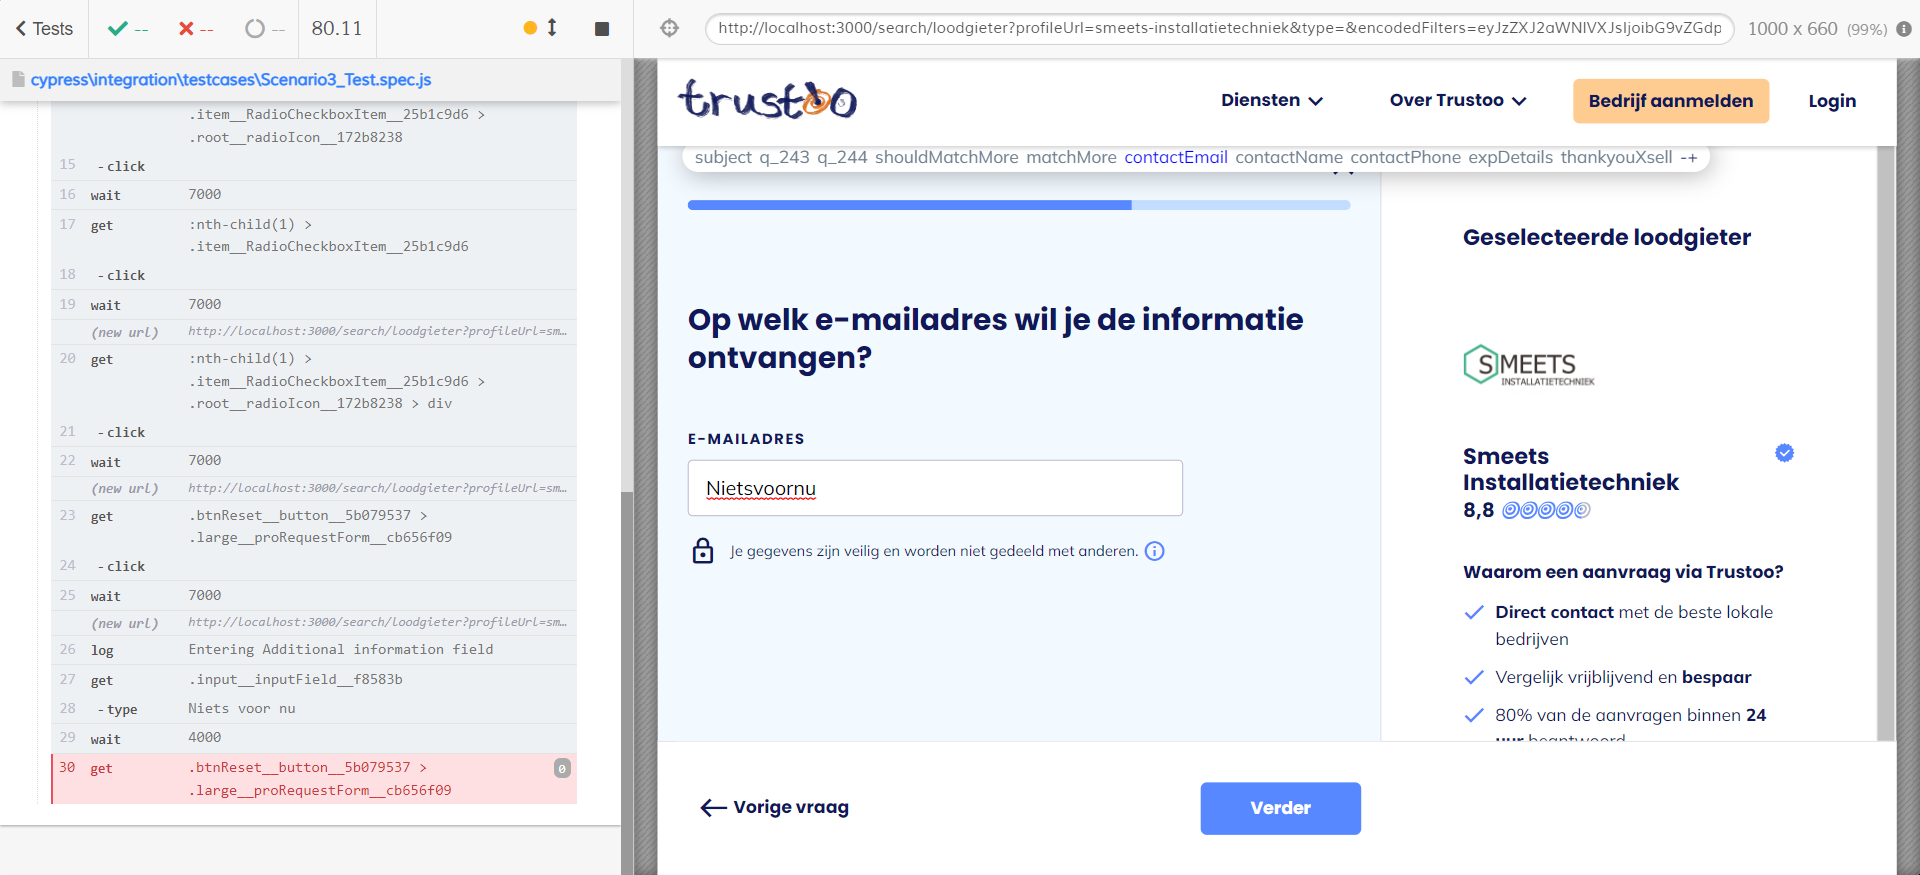 Tests
--
--
--
80.11
cypress\integration\testcases\Scenario3_Test.spec.js
.item__RadioCheckboxItem__25b1c9d6 >
.root__radioIcon__172b8238
15 -click
16 wait 7000
17 get :nth-child(1) >
.item__RadioCheckboxItem__25b1c9d6
18 -click
19 wait 7000
(new url) http://localhost:3000/search/loodgieter?profileUrl=sm…
20 get :nth-child(1) >
.item__RadioCheckboxItem__25b1c9d6 >
.root__radioIcon__172b8238 > div
21 -click
22 wait 7000
(new url) http://localhost:3000/search/loodgieter?profileUrl=sm…
23 get .btnReset__button__5b079537 >
.large__proRequestForm__cb656f09
24 -click
25 wait 7000
(new url) http://localhost:3000/search/loodgieter?profileUrl=sm…
26 log Entering Additional information field
27 get .input__inputField__f8583b
28 -type Niets voor nu
29 wait 4000
30 get .btnReset__button__5b079537 > 0
.large__proRequestForm__cb656f09
http://localhost:3000/search/loodgieter?profileUrl=smeets-installatietechniek&type=&encodedFilters=eyJzZXJ2aWNlVXJsIjoibG9vZGdp
1000 x 660 (99%)
trustoo
Diensten
Over Trustoo
Bedrijf aanmelden
Login
subject q_243 q_244 shouldMatchMore matchMore contactEmail contactName contactPhone expDetails thankyouXsell -+
Op welk e-mailadres wil je de informatie
ontvangen?
E-MAILADRES
Nietsvoornu
Je gegevens zijn veilig en worden niet gedeeld met anderen.
Vorige vraag
Verder
Geselecteerde loodgieter
SMEETS
INSTALLATIETECHNIEK
Smeets
Installatietechniek
8,8
Waarom een aanvraag via Trustoo?
Direct contact met de beste lokale
bedrijven
Vergelijk vrijblijvend en bespaar
80% van de aanvragen binnen 24
uur beantwoord